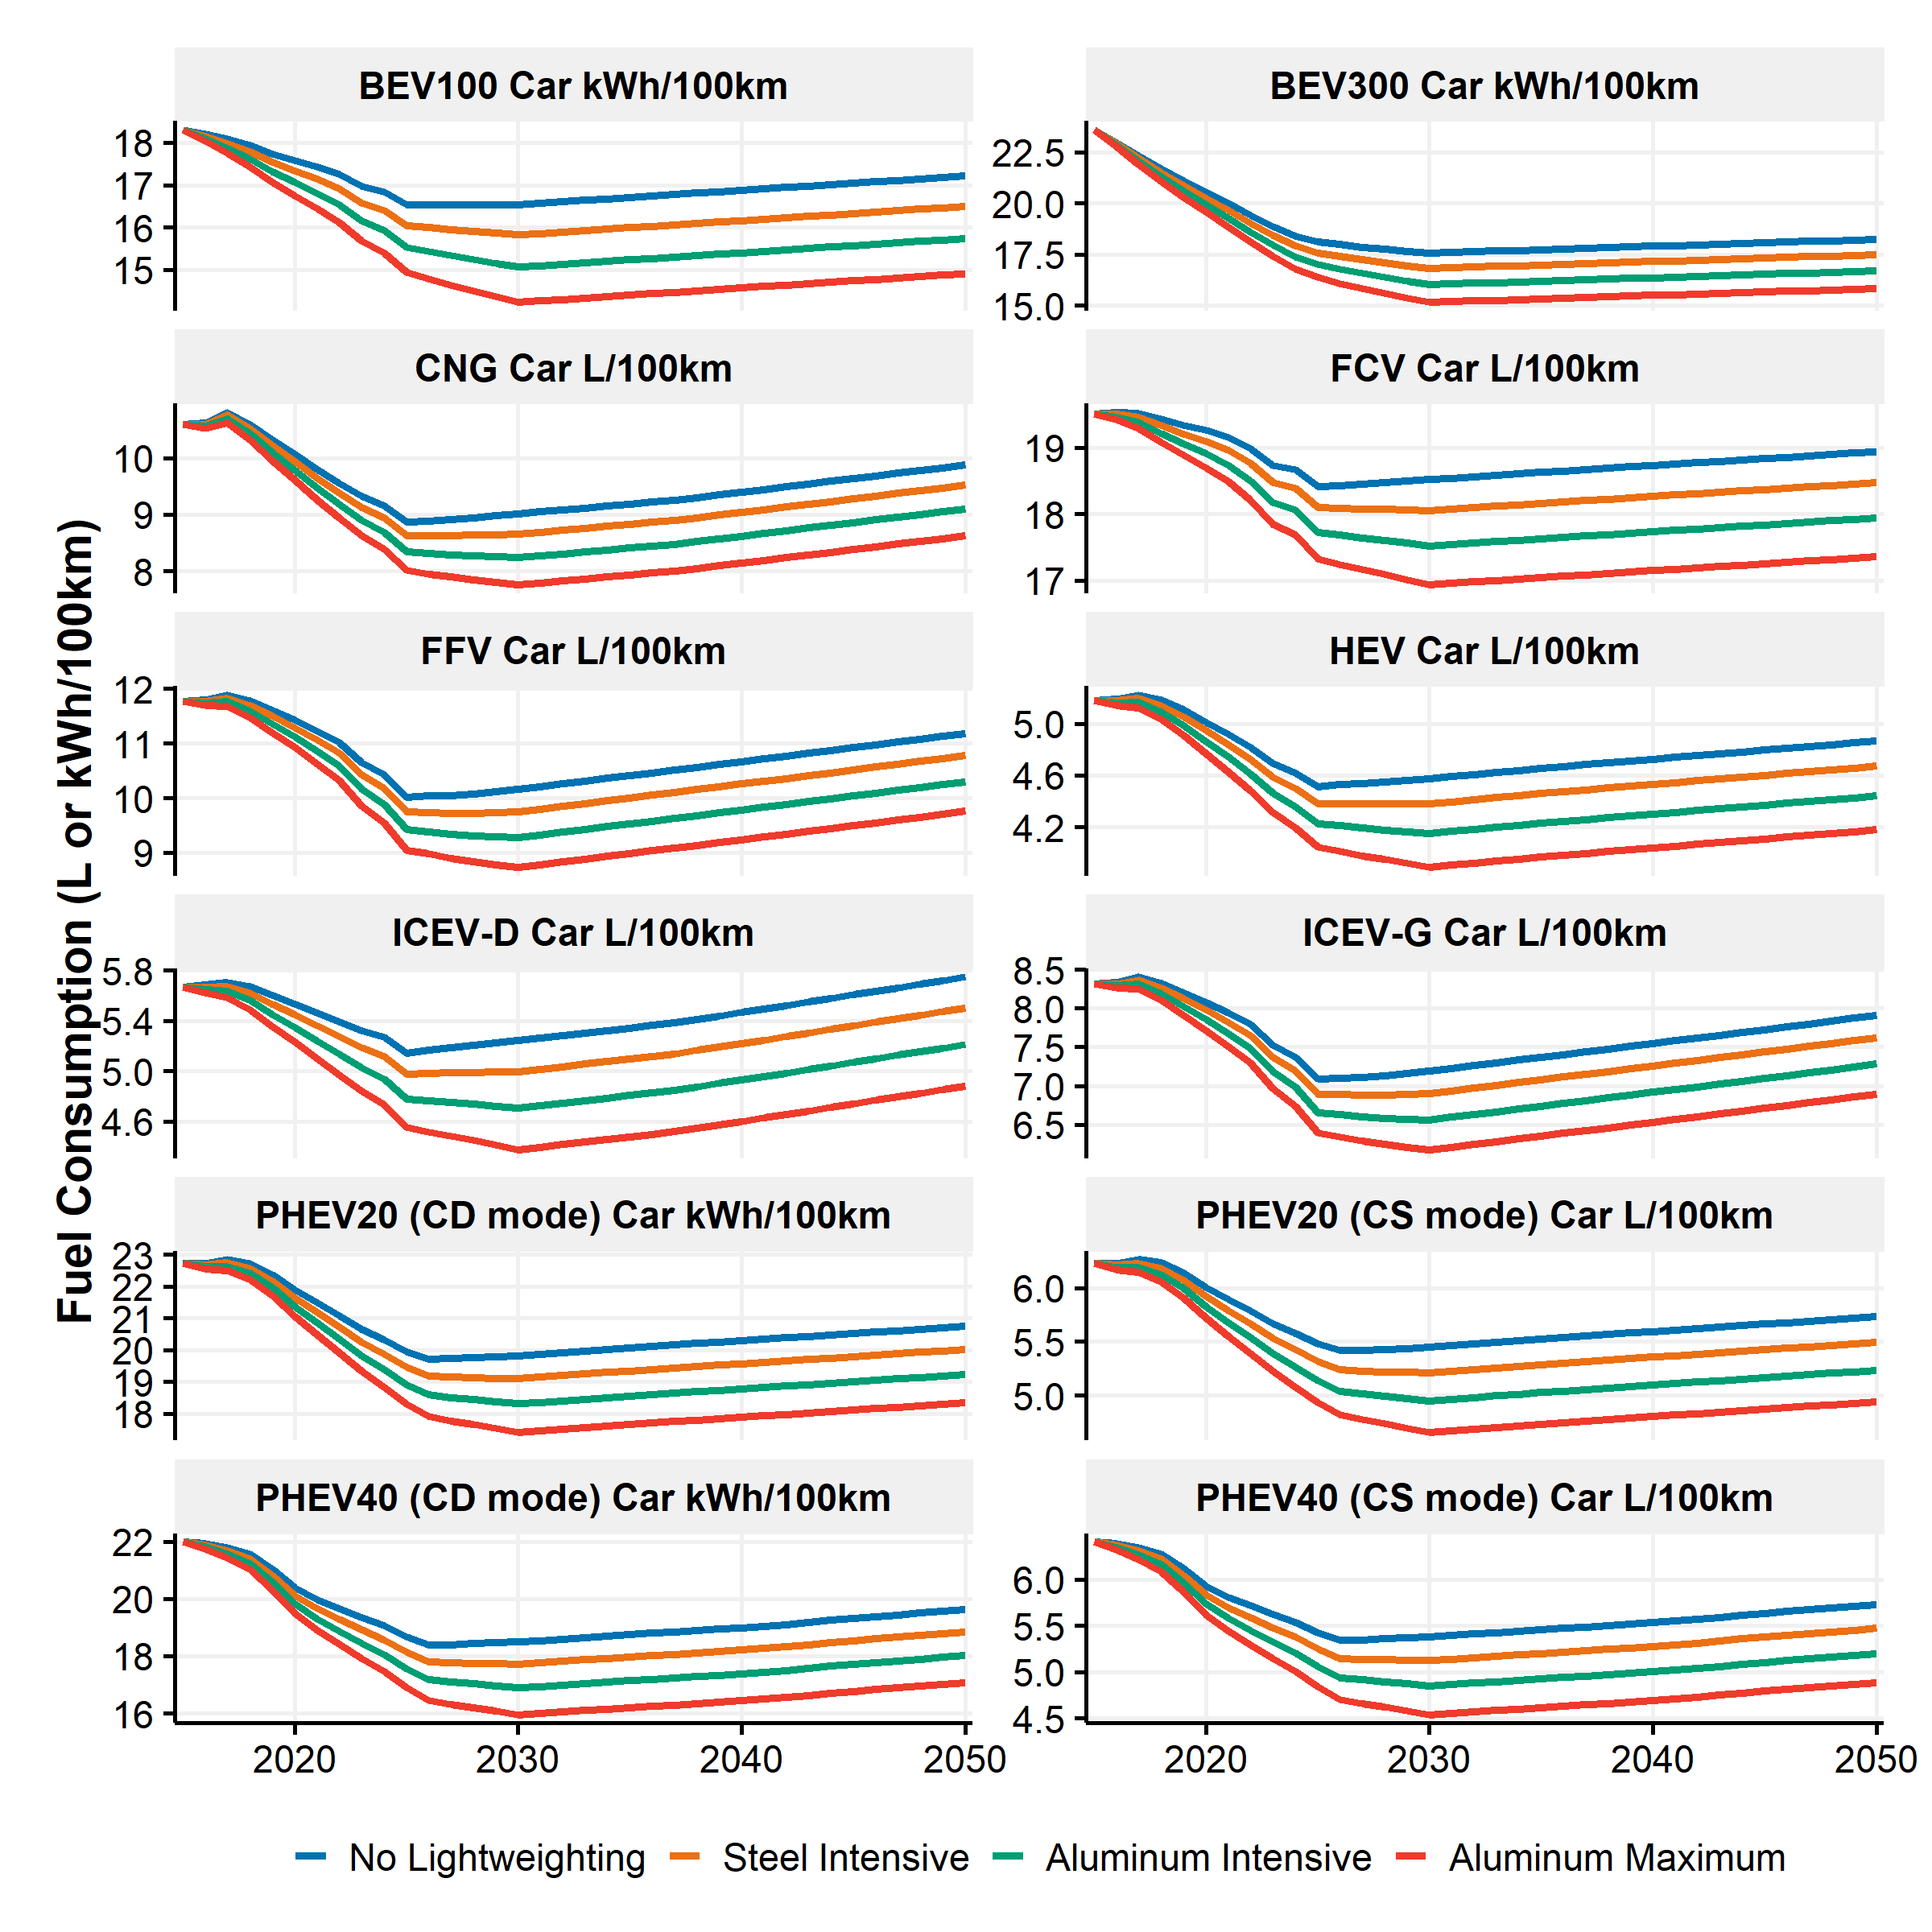 Fuel Consumption (L or kWh/100km)
BEV100 Car kWh/100km
18
17
16
15
BEV300 Car kWh/100km
22.5
20.0
17.5
15.0
CNG Car L/100km
10
9
8
FCV Car L/100km
19
18
17
FFV Car L/100km
12
11
10
9
HEV Car L/100km
5.0
4.6
4.2
ICEV-D Car L/100km
5.8
5.4
5.0
4.6
ICEV-G Car L/100km
8.5
8.0
7.5
7.0
6.5
PHEV20 (CD mode) Car kWh/100km
23
22
21
20
19
18
PHEV20 (CS mode) Car L/100km
6.0
5.5
5.0
PHEV40 (CD mode) Car kWh/100km
22
20
18
16
PHEV40 (CS mode) Car L/100km
6.0
5.5
5.0
4.5
2020 2030 2040 2050
2020 2030 2040 2050
No Lightweighting Steel Intensive Aluminum Intensive Aluminum Maximum